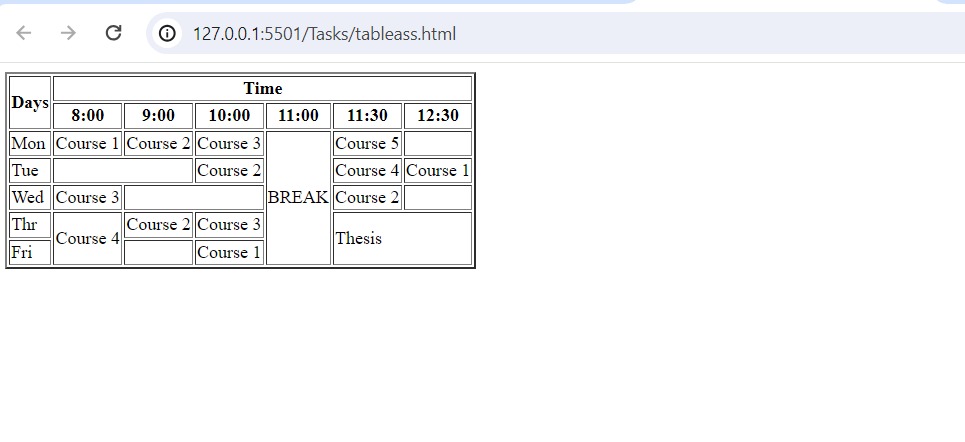 127.0.0.1:5501/Tasks/tableass.html
Days Time
8:00 9:00 10:00 11:00 11:30 12:30
Mon Course 1 Course 2 Course 3 BREAK Course 5
Tue Course 2 Course 4 Course 1
Wed Course 3 Course 2
Thr Course 4 Course 2 Course 3 Thesis
Fri Course 1